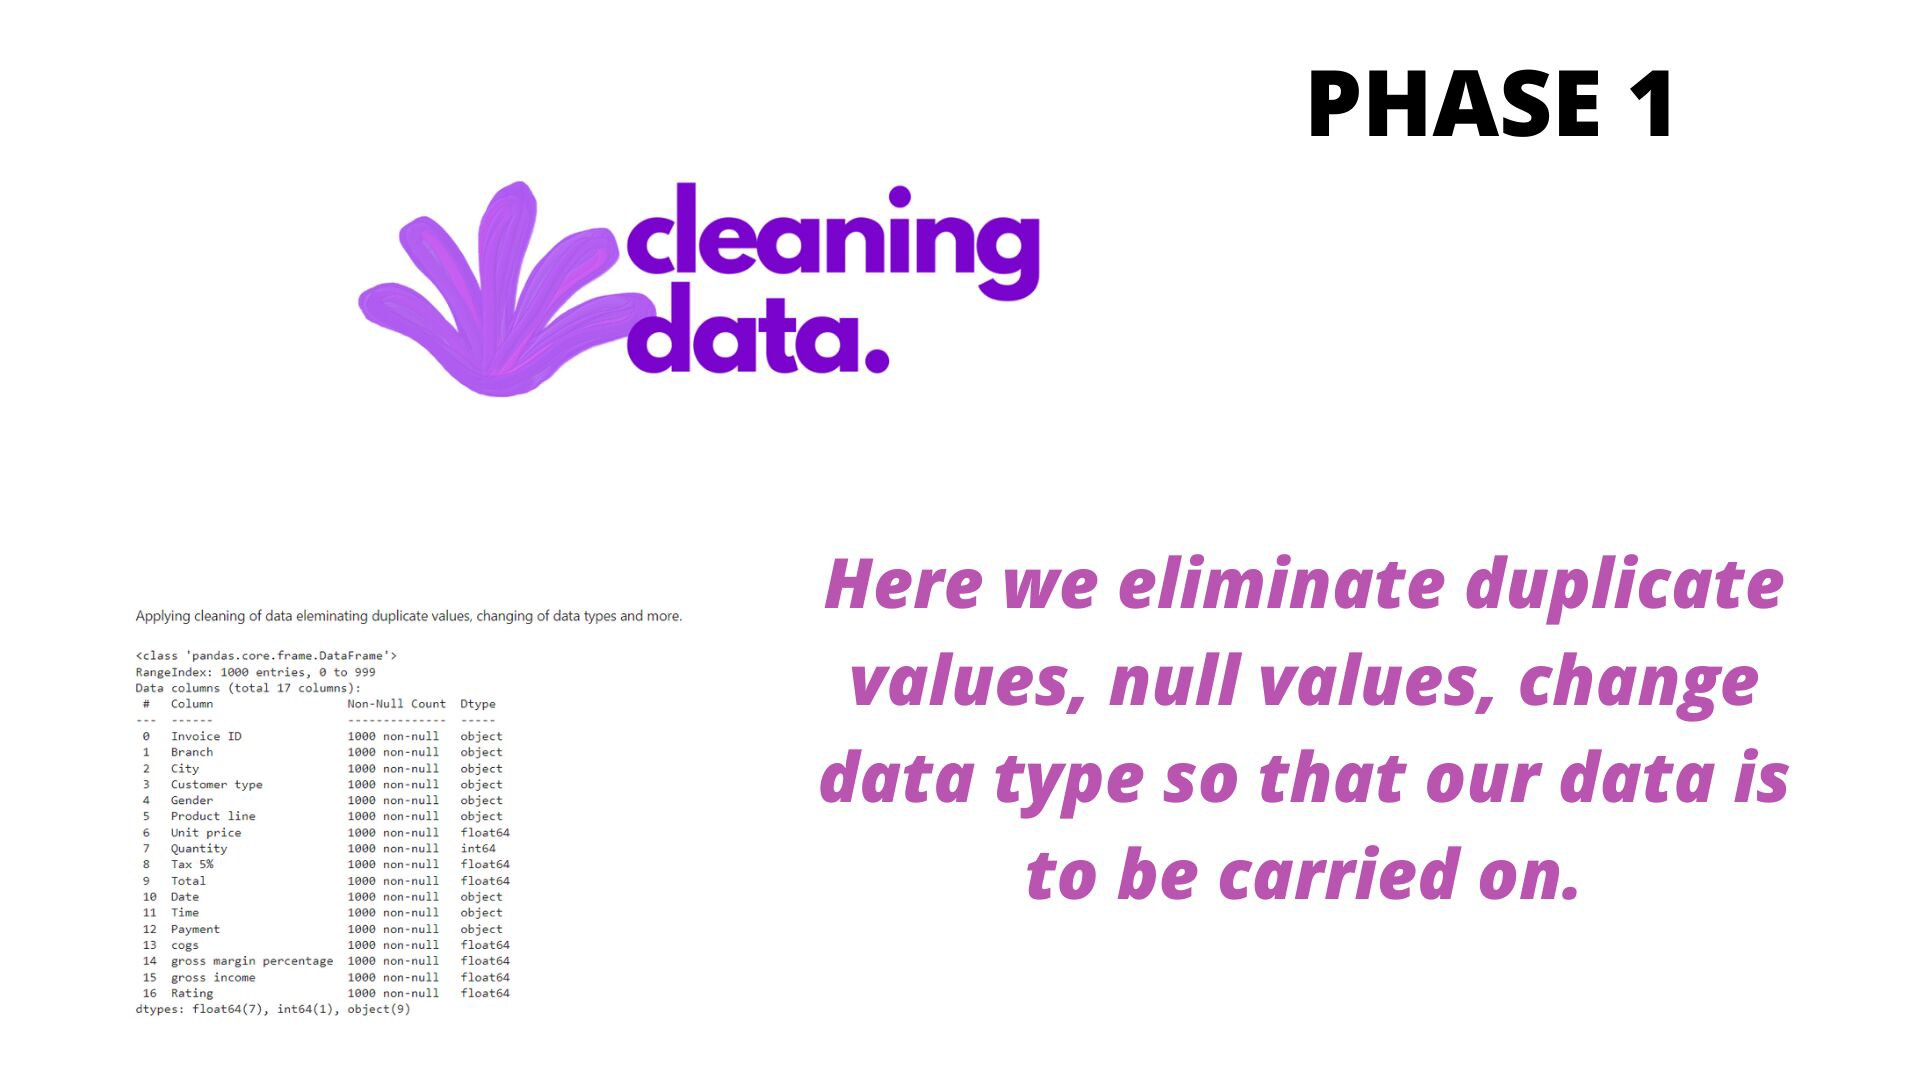 PHASE 1
cleaning
data.
Applying cleaning of data eleminating duplicate values, changing of data types and more.
<class 'pandas.core.frame.DataFrame'>
RangeIndex: 1000 entries, 0 to 999
Data columns (total 17 columns):
 #   Column                   Non-Null Count  Dtype
---  ------                   --------------  -----
 0   Invoice ID               1000 non-null   object
 1   Branch                   1000 non-null   object
 2   City                     1000 non-null   object
 3   Customer type            1000 non-null   object
 4   Gender                   1000 non-null   object
 5   Product line             1000 non-null   object
 6   Unit price               1000 non-null   float64
 7   Quantity                 1000 non-null   int64
 8   Tax 5%                   1000 non-null   float64
 9   Total                    1000 non-null   float64
 10  Date                     1000 non-null   object
 11  Time                     1000 non-null   object
 12  Payment                  1000 non-null   object
 13  cogs                     1000 non-null   float64
 14  gross margin percentage  1000 non-null   float64
 15  gross income             1000 non-null   float64
 16  Rating                   1000 non-null   float64
dtypes: float64(7), int64(1), object(9)
Here we eliminate duplicate
values, null values, change
data type so that our data is
to be carried on.